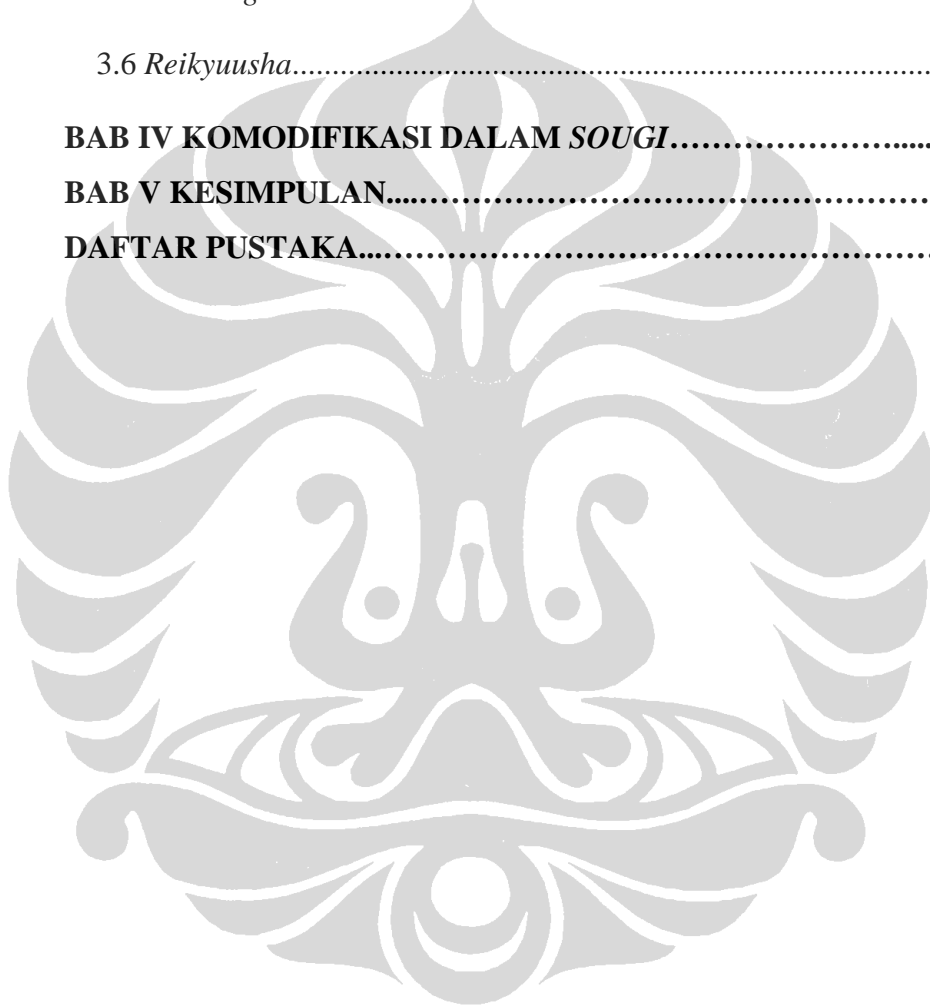 3.6 Reikyuusha................................................................................
BAB IV KOMODIFIKASI DALAM SOUGI………………….....
BAB V KESIMPULAN....……………………………………………
DAFTAR PUSTAKA...………………………………………………